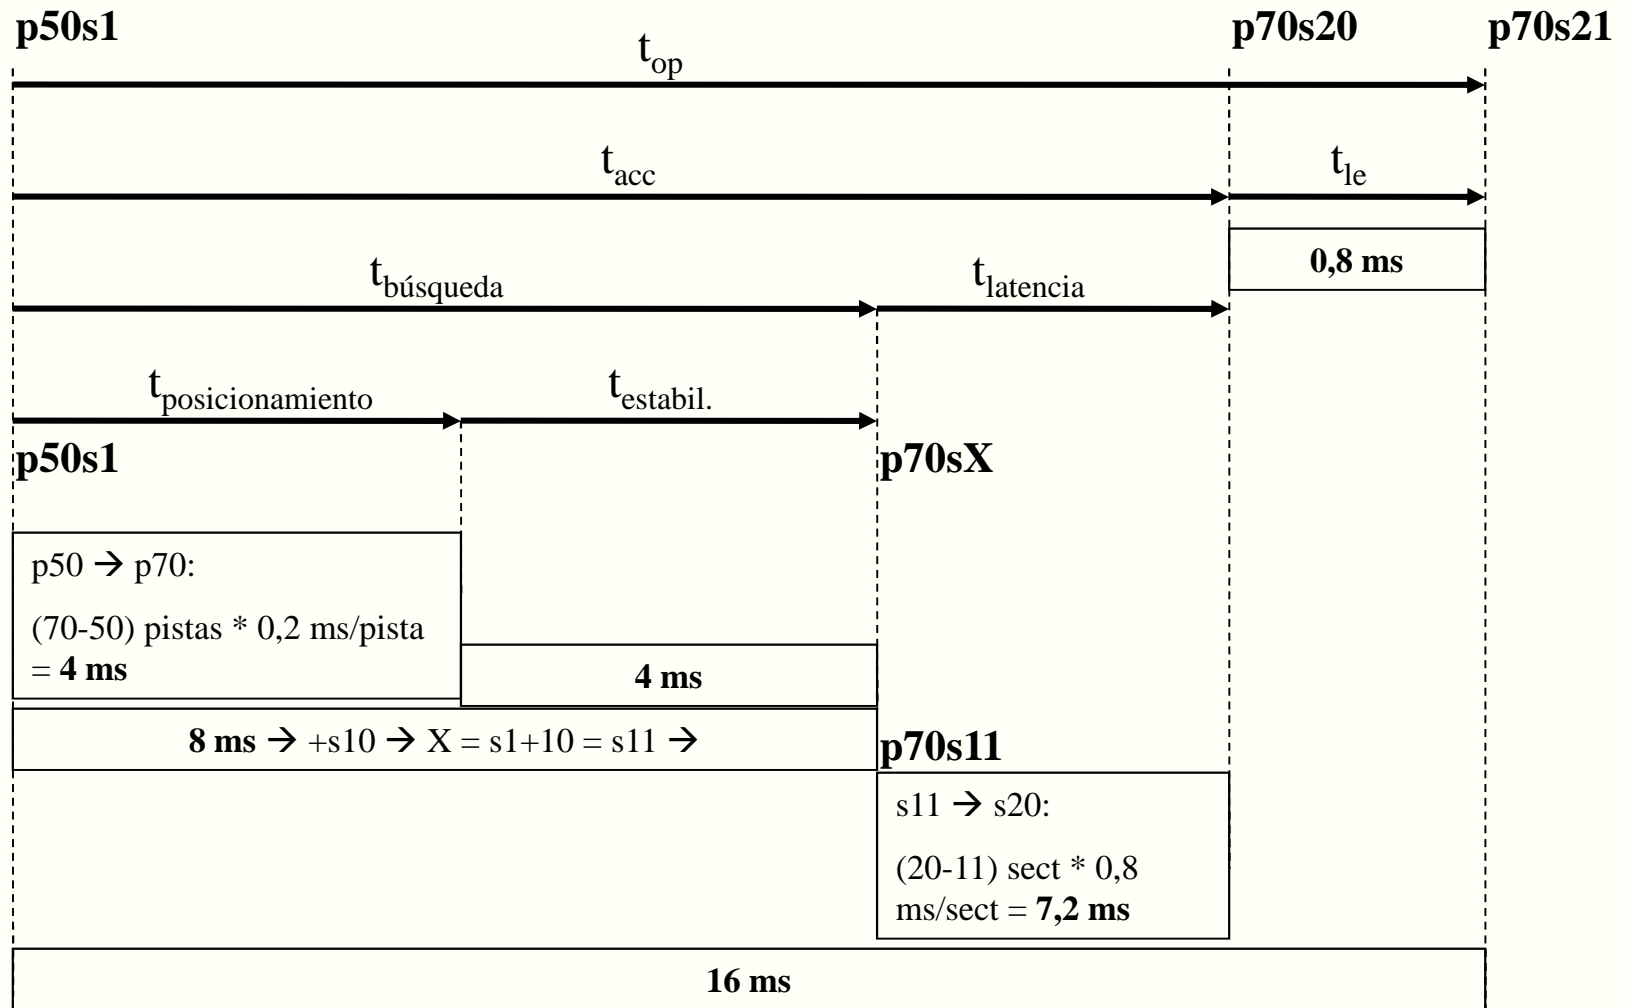 p50s1 p70s20 p70s21
t_op
t_acc t_le
0,8 ms
t_búsqueda t_latencia
t_posicionamiento t_estabil.
p50s1 p70sX
p50 → p70:
(70-50) pistas * 0,2 ms/pista
= 4 ms
4 ms
8 ms → +s10 → X = s1+10 = s11 →
p70s11
s11 → s20:
(20-11) sect * 0,8
ms/sect = 7,2 ms
16 ms